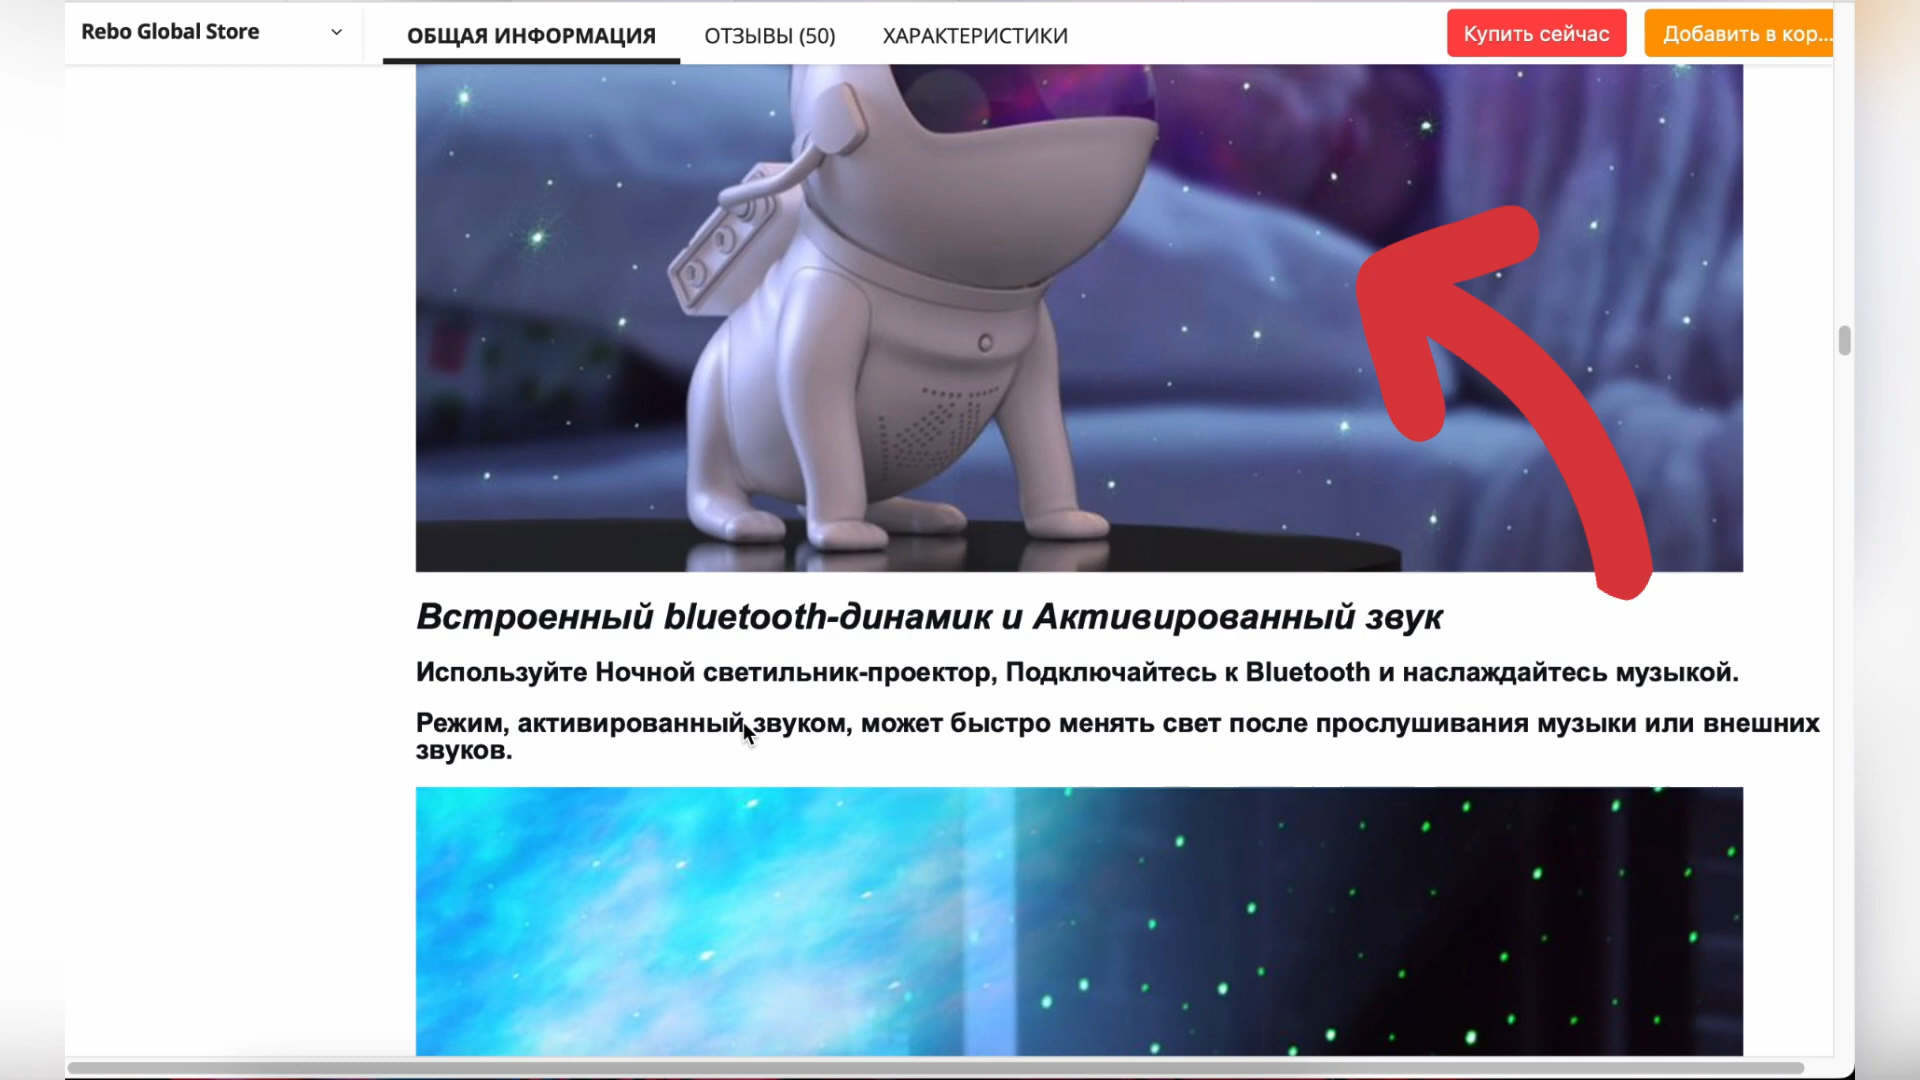 Rebo Global Store
ОБЩАЯ ИНФОРМАЦИЯ
ОТЗЫВЫ (50)
ХАРАКТЕРИСТИКИ
Купить сейчас
Добавить в кор...
Встроенный bluetooth-динамик и Активированный звук
Используйте Ночной светильник-проектор, Подключайтесь к Bluetooth и наслаждайтесь музыкой.
Режим, активированный звуком, может быстро менять свет после прослушивания музыки или внешних
звуков.